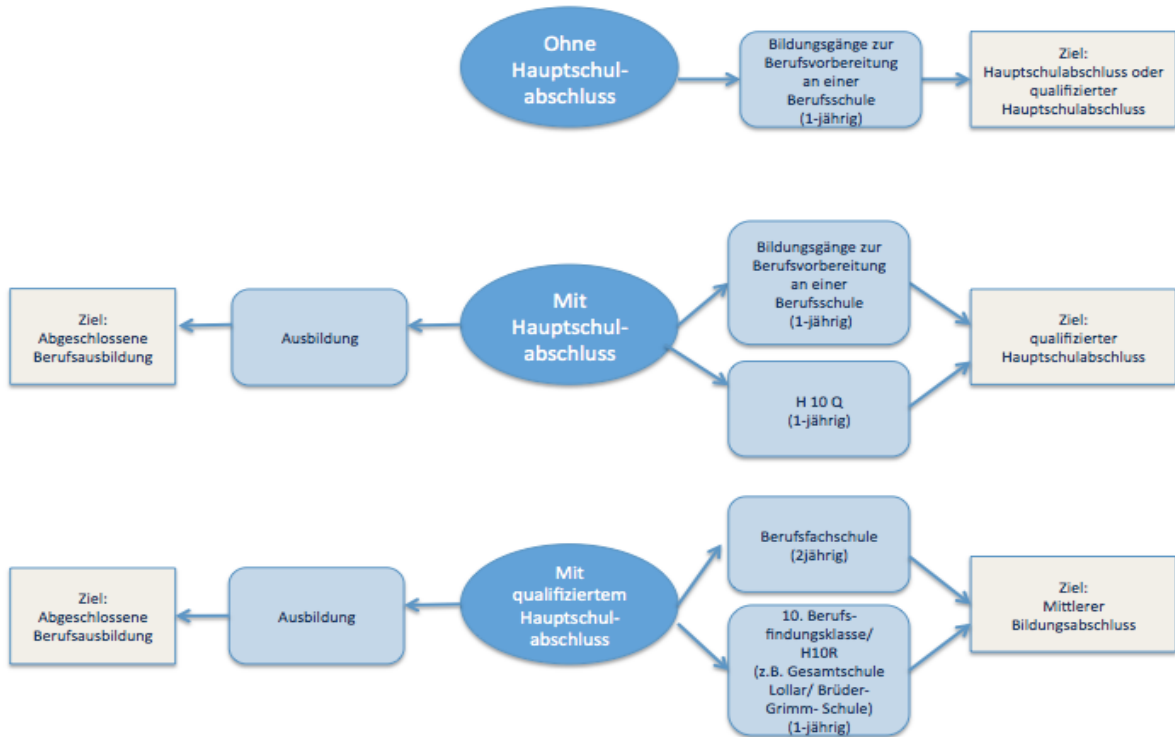 Ohne
Hauptschul-
abschluss
Bildungsgänge zur
Berufsvorbereitung
an einer
Berufsschule
(1-jährig)
Ziel:
Hauptschulabschluss oder
qualifizierter
Hauptschulabschluss
Ziel:
Abgeschlossene
Berufsausbildung
Ausbildung
Mit
Hauptschul-
abschluss
Bildungsgänge zur
Berufsvorbereitung
an einer
Berufsschule
(1-jährig)
H 10 Q
(1-jährig)
Ziel:
qualifizierter
Hauptschulabschluss
Ziel:
Abgeschlossene
Berufsausbildung
Ausbildung
Mit
qualifiziertem
Hauptschul-
abschluss
Berufsfachschule
(2jährig)
10. Berufs-
findungsklasse/
H10R
(z.B. Gesamtschule
Lollar/ Brüder-
Grimm- Schule)
(1-jährig)
Ziel:
Mittlerer
Bildungsabschluss